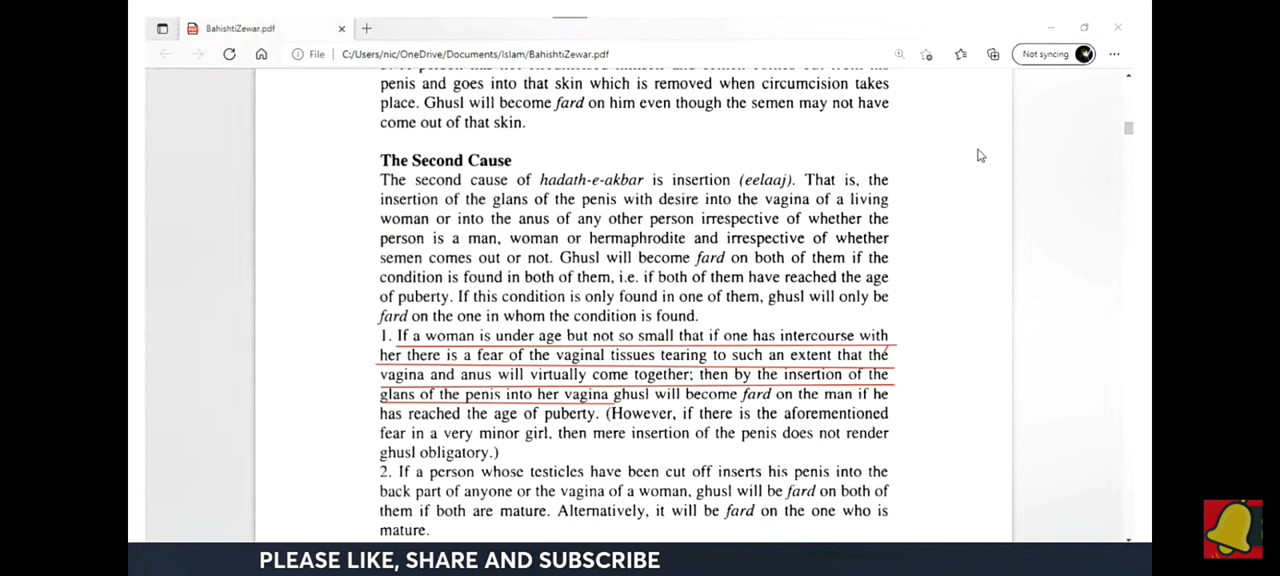 BahishtiZewar.pdf
File C:/Users/nic/OneDrive/Documents/Islam/BahishtiZewar.pdf Not syncing
penis and goes into that skin which is removed when circumcision takes
place. Ghusl will become fard on him even though the semen may not have
come out of that skin.
The Second Cause
The second cause of hadath-e-akbar is insertion (eelaaj). That is, the
insertion of the glans of the penis with desire into the vagina of a living
woman or into the anus of any other person irrespective of whether the
person is a man, woman or hermaphrodite and irrespective of whether
semen comes out or not. Ghusl will become fard on both of them if the
condition is found in both of them, i.e. if both of them have reached the age
of puberty. If this condition is only found in one of them, ghusl will only be
fard on the one in whom the condition is found.
1. If a woman is under age but not so small that if one has intercourse with
her there is a fear of the vaginal tissues tearing to such an extent that the
vagina and anus will virtually come together; then by the insertion of the
glans of the penis into her vagina ghusl will become fard on the man if he
has reached the age of puberty. (However, if there is the aforementioned
fear in a very minor girl, then mere insertion of the penis does not render
ghusl obligatory.)
2. If a person whose testicles have been cut off inserts his penis into the
back part of anyone or the vagina of a woman, ghusl will be fard on both of
them if both are mature. Alternatively, it will be fard on the one who is
mature.
PLEASE LIKE, SHARE AND SUBSCRIBE